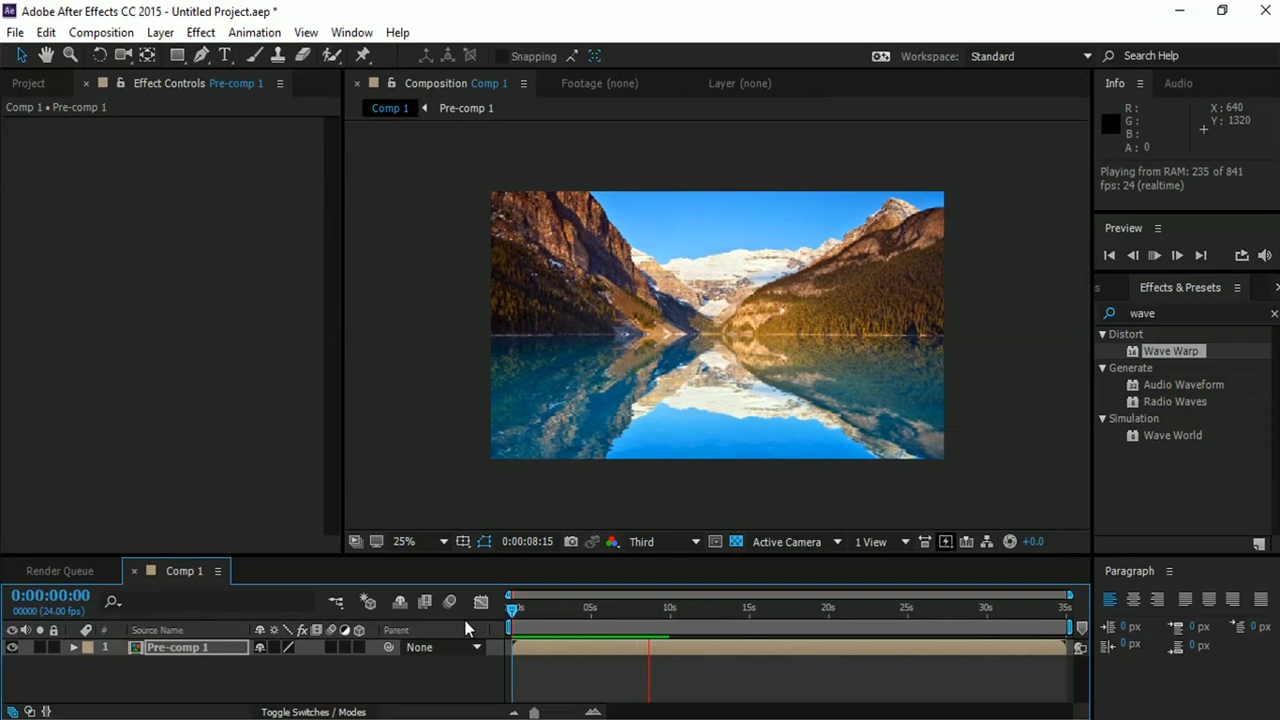 Ae Adobe After Effects CC 2015 - Untitled Project.aep *
File Edit Composition Layer Effect Animation View Window Help
T Snapping Workspace: Standard Search Help
Project Effect Controls Pre-comp 1 Composition Comp 1 Footage (none) Layer (none) Info Audio
Comp 1 • Pre-comp 1 Comp 1 Pre-comp 1
R: X: 640
G: Y: 1320
B:
A: 0
Playing from RAM: 235 of 841
fps: 24 (realtime)
Preview
s Effects & Presets
wave
Distort
Wave Warp
Generate
Audio Waveform
Radio Waves
Simulation
Wave World
25% 0:00:08:15 Third Active Camera 1 View +0.0
Render Queue Comp 1 Paragraph
0:00:00:00
00000 (24.00 fps)
0s 05s 10s 15s 20s 25s 30s 35s
0 px 0 px 0 px
# Source Name fx Parent
0 px 0 px
1 Pre-comp 1 None
Toggle Switches / Modes